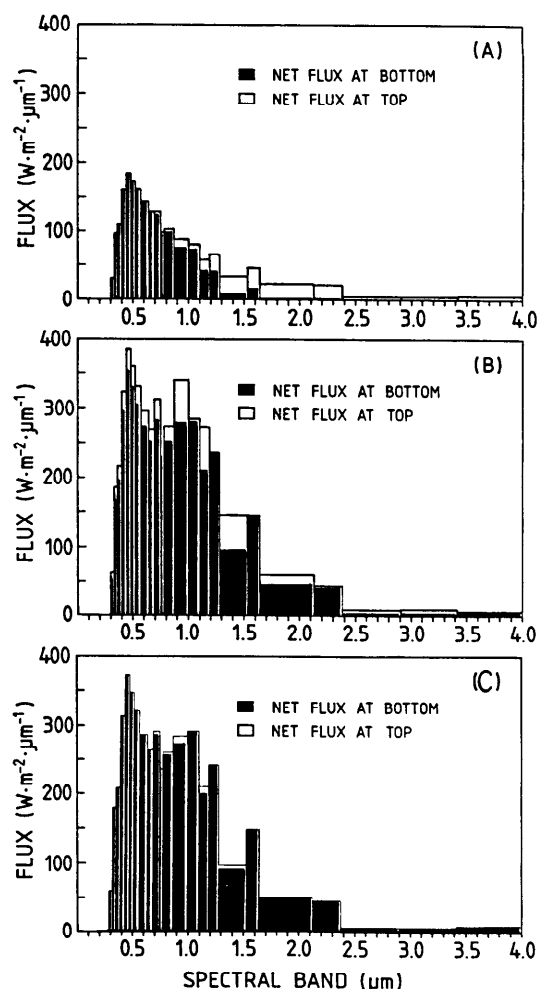 400
300
200
100
0
FLUX (W·m⁻²·μm⁻¹)
(A)
NET FLUX AT BOTTOM
NET FLUX AT TOP
0.5 1.0 1.5 2.0 2.5 3.0 3.5 4.0
400
300
200
100
0
FLUX (W·m⁻²·μm⁻¹)
(B)
NET FLUX AT BOTTOM
NET FLUX AT TOP
0.5 1.0 1.5 2.0 2.5 3.0 3.5 4.0
400
300
200
100
0
FLUX (W·m⁻²·μm⁻¹)
(C)
NET FLUX AT BOTTOM
NET FLUX AT TOP
0.5 1.0 1.5 2.0 2.5 3.0 3.5 4.0
SPECTRAL BAND (μm)